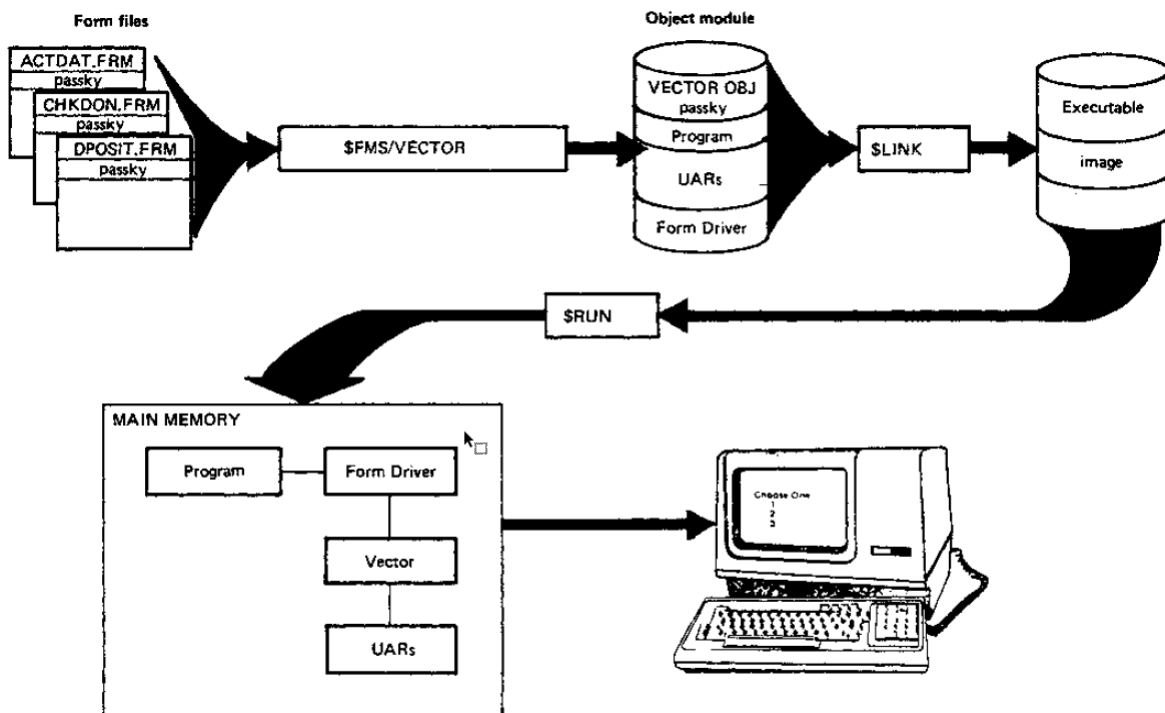 Form files
Object module
ACTDAT.FRM
passky
CHKDON.FRM
passky
DPOSIT.FRM
passky
$FMS/VECTOR
VECTOR OBJ
passky
Program
UARs
Form Driver
$LINK
Executable
image
$RUN
MAIN MEMORY
Program
Form Driver
Vector
UARs
Choose One
1
2
3